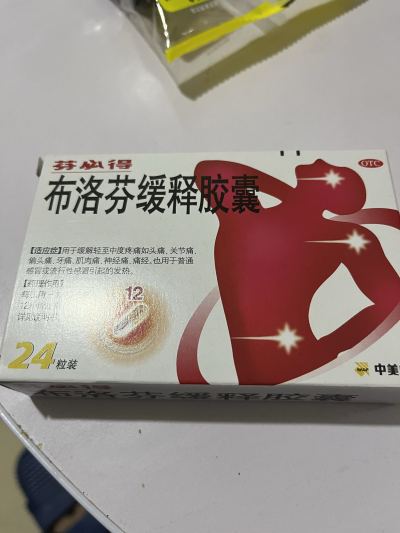 芬必得
OTC
布洛芬缓释胶囊
【适应症】用于缓解轻至中度疼痛如头痛、关节痛、
偏头痛、牙痛、肌肉痛、神经痛、痛经。也用于普通
感冒或流行性感冒引起的发热。
12
24粒装
中美
布洛芬缓释胶囊